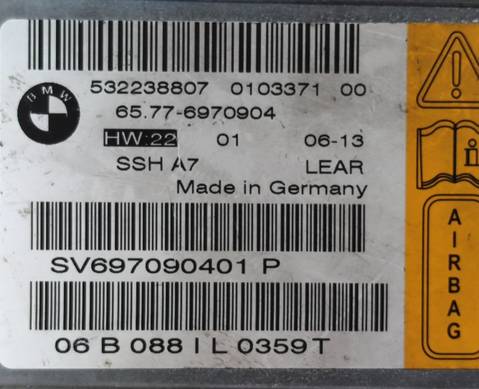 BMW
532238807 0103371 00
65.77-6970904
HW:22 01 06-13
SSH A7 LEAR
Made in Germany
SV697090401 P
06 B 088 I L 0359 T
i
AIRBAG